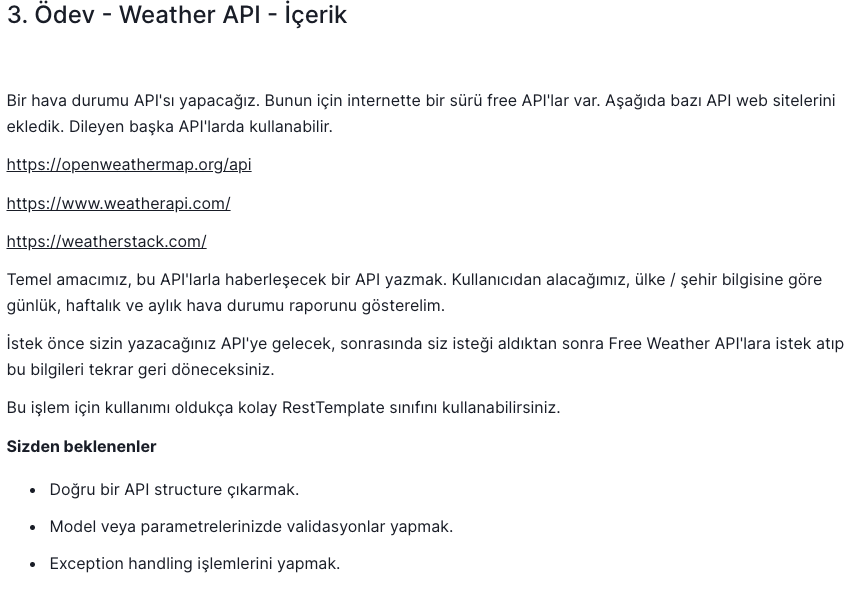 3. Ödev - Weather API - İçerik
Bir hava durumu API'sı yapacağız. Bunun için internette bir sürü free API'lar var. Aşağıda bazı API web sitelerini
ekledik. Dileyen başka API'larda kullanabilir.
https://openweathermap.org/api
https://www.weatherapi.com/
https://weatherstack.com/
Temel amacımız, bu API'larla haberleşecek bir API yazmak. Kullanıcıdan alacağımız, ülke / şehir bilgisine göre
günlük, haftalık ve aylık hava durumu raporunu gösterelim.
İstek önce sizin yazacağınız API'ye gelecek, sonrasında siz isteği aldıktan sonra Free Weather API'lara istek atıp
bu bilgileri tekrar geri döneceksiniz.
Bu işlem için kullanımı oldukça kolay RestTemplate sınıfını kullanabilirsiniz.
Sizden beklenenler
• Doğru bir API structure çıkarmak.
• Model veya parametrelerinizde validasyonlar yapmak.
• Exception handling işlemlerini yapmak.